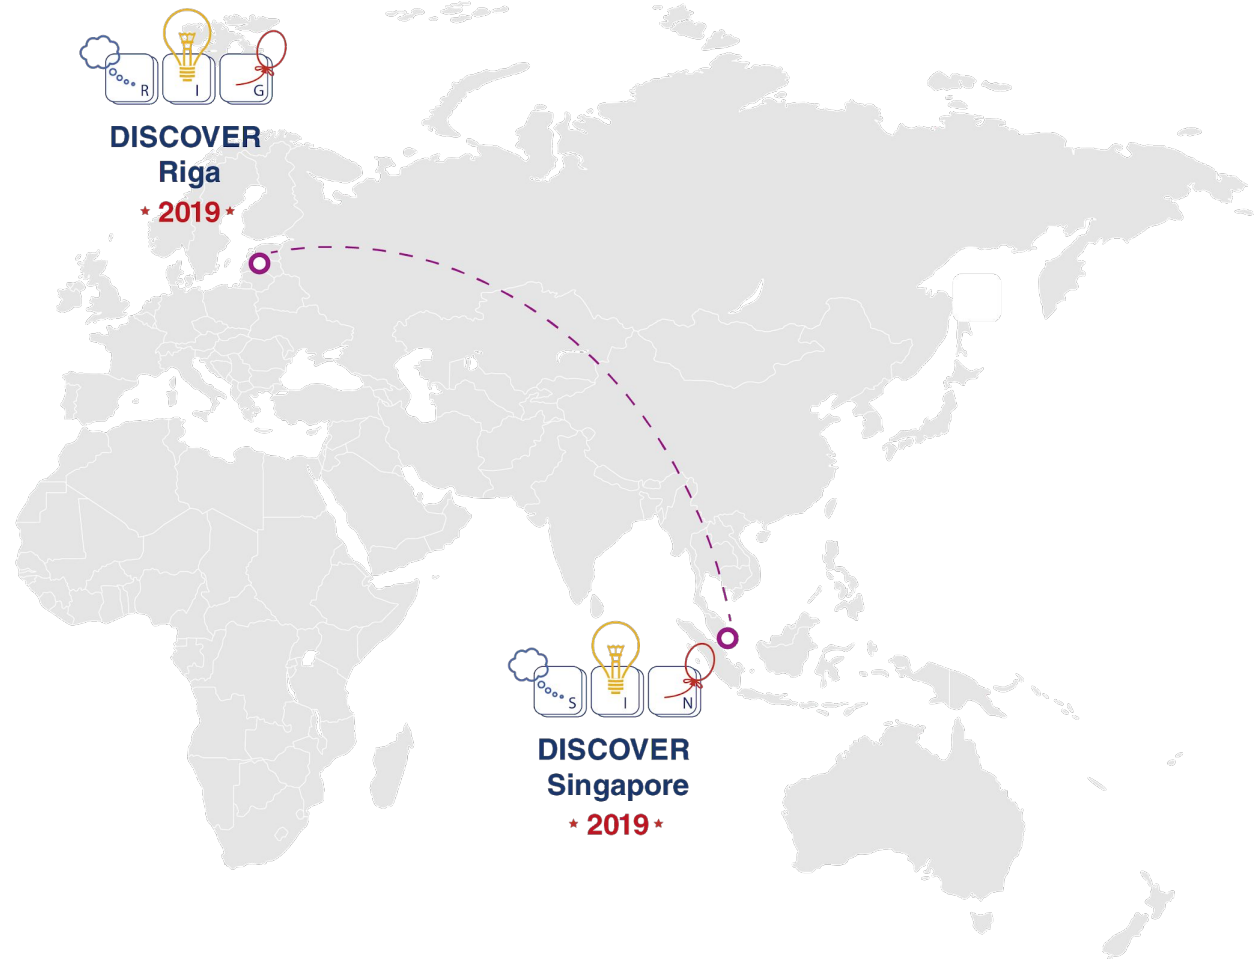 R I G
DISCOVER
Riga
★ 2019 ★
S I N
DISCOVER
Singapore
★ 2019 ★